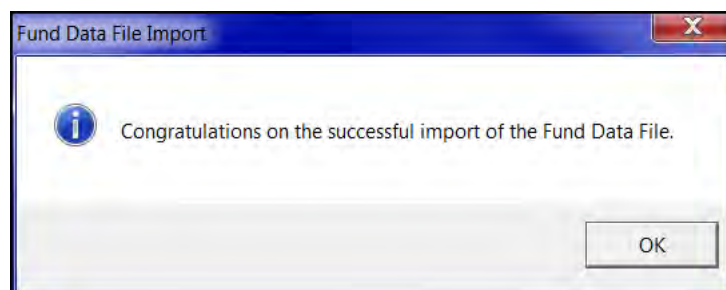 Fund Data File Import
Congratulations on the successful import of the Fund Data File.
OK